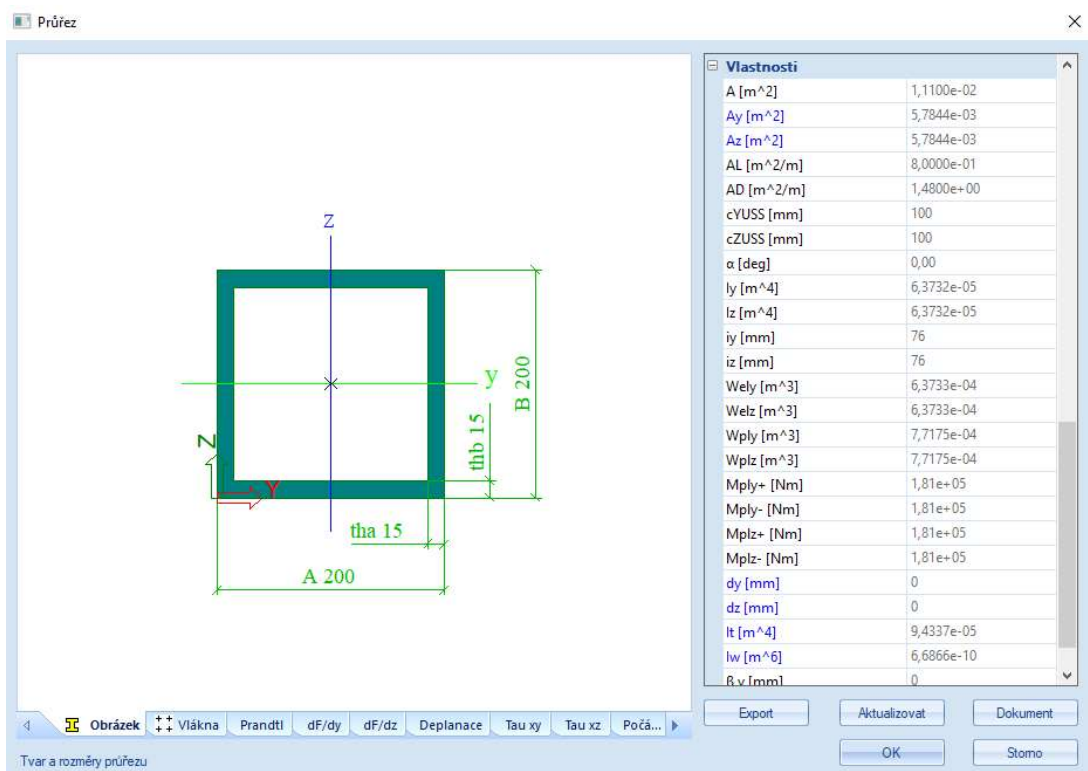 Průřez
Z
y
B 200
thb 15
Z
Y
tha 15
A 200
Obrázek Vlákna Prandtl dF/dy dF/dz Deplanace Tau xy Tau xz Počá...
Tvar a rozměry průřezu
Vlastnosti
A [m^2] 1,1100e-02
Ay [m^2] 5,7844e-03
Az [m^2] 5,7844e-03
AL [m^2/m] 8,0000e-01
AD [m^2/m] 1,4800e+00
cYUSS [mm] 100
cZUSS [mm] 100
α [deg] 0,00
Iy [m^4] 6,3732e-05
Iz [m^4] 6,3732e-05
iy [mm] 76
iz [mm] 76
Wely [m^3] 6,3733e-04
Welz [m^3] 6,3733e-04
Wply [m^3] 7,7175e-04
Wplz [m^3] 7,7175e-04
Mply+ [Nm] 1,81e+05
Mply- [Nm] 1,81e+05
Mplz+ [Nm] 1,81e+05
Mplz- [Nm] 1,81e+05
dy [mm] 0
dz [mm] 0
It [m^4] 9,4337e-05
Iw [m^6] 6,6866e-10
β y [mm] 0
Export Aktualizovat Dokument
OK Storno